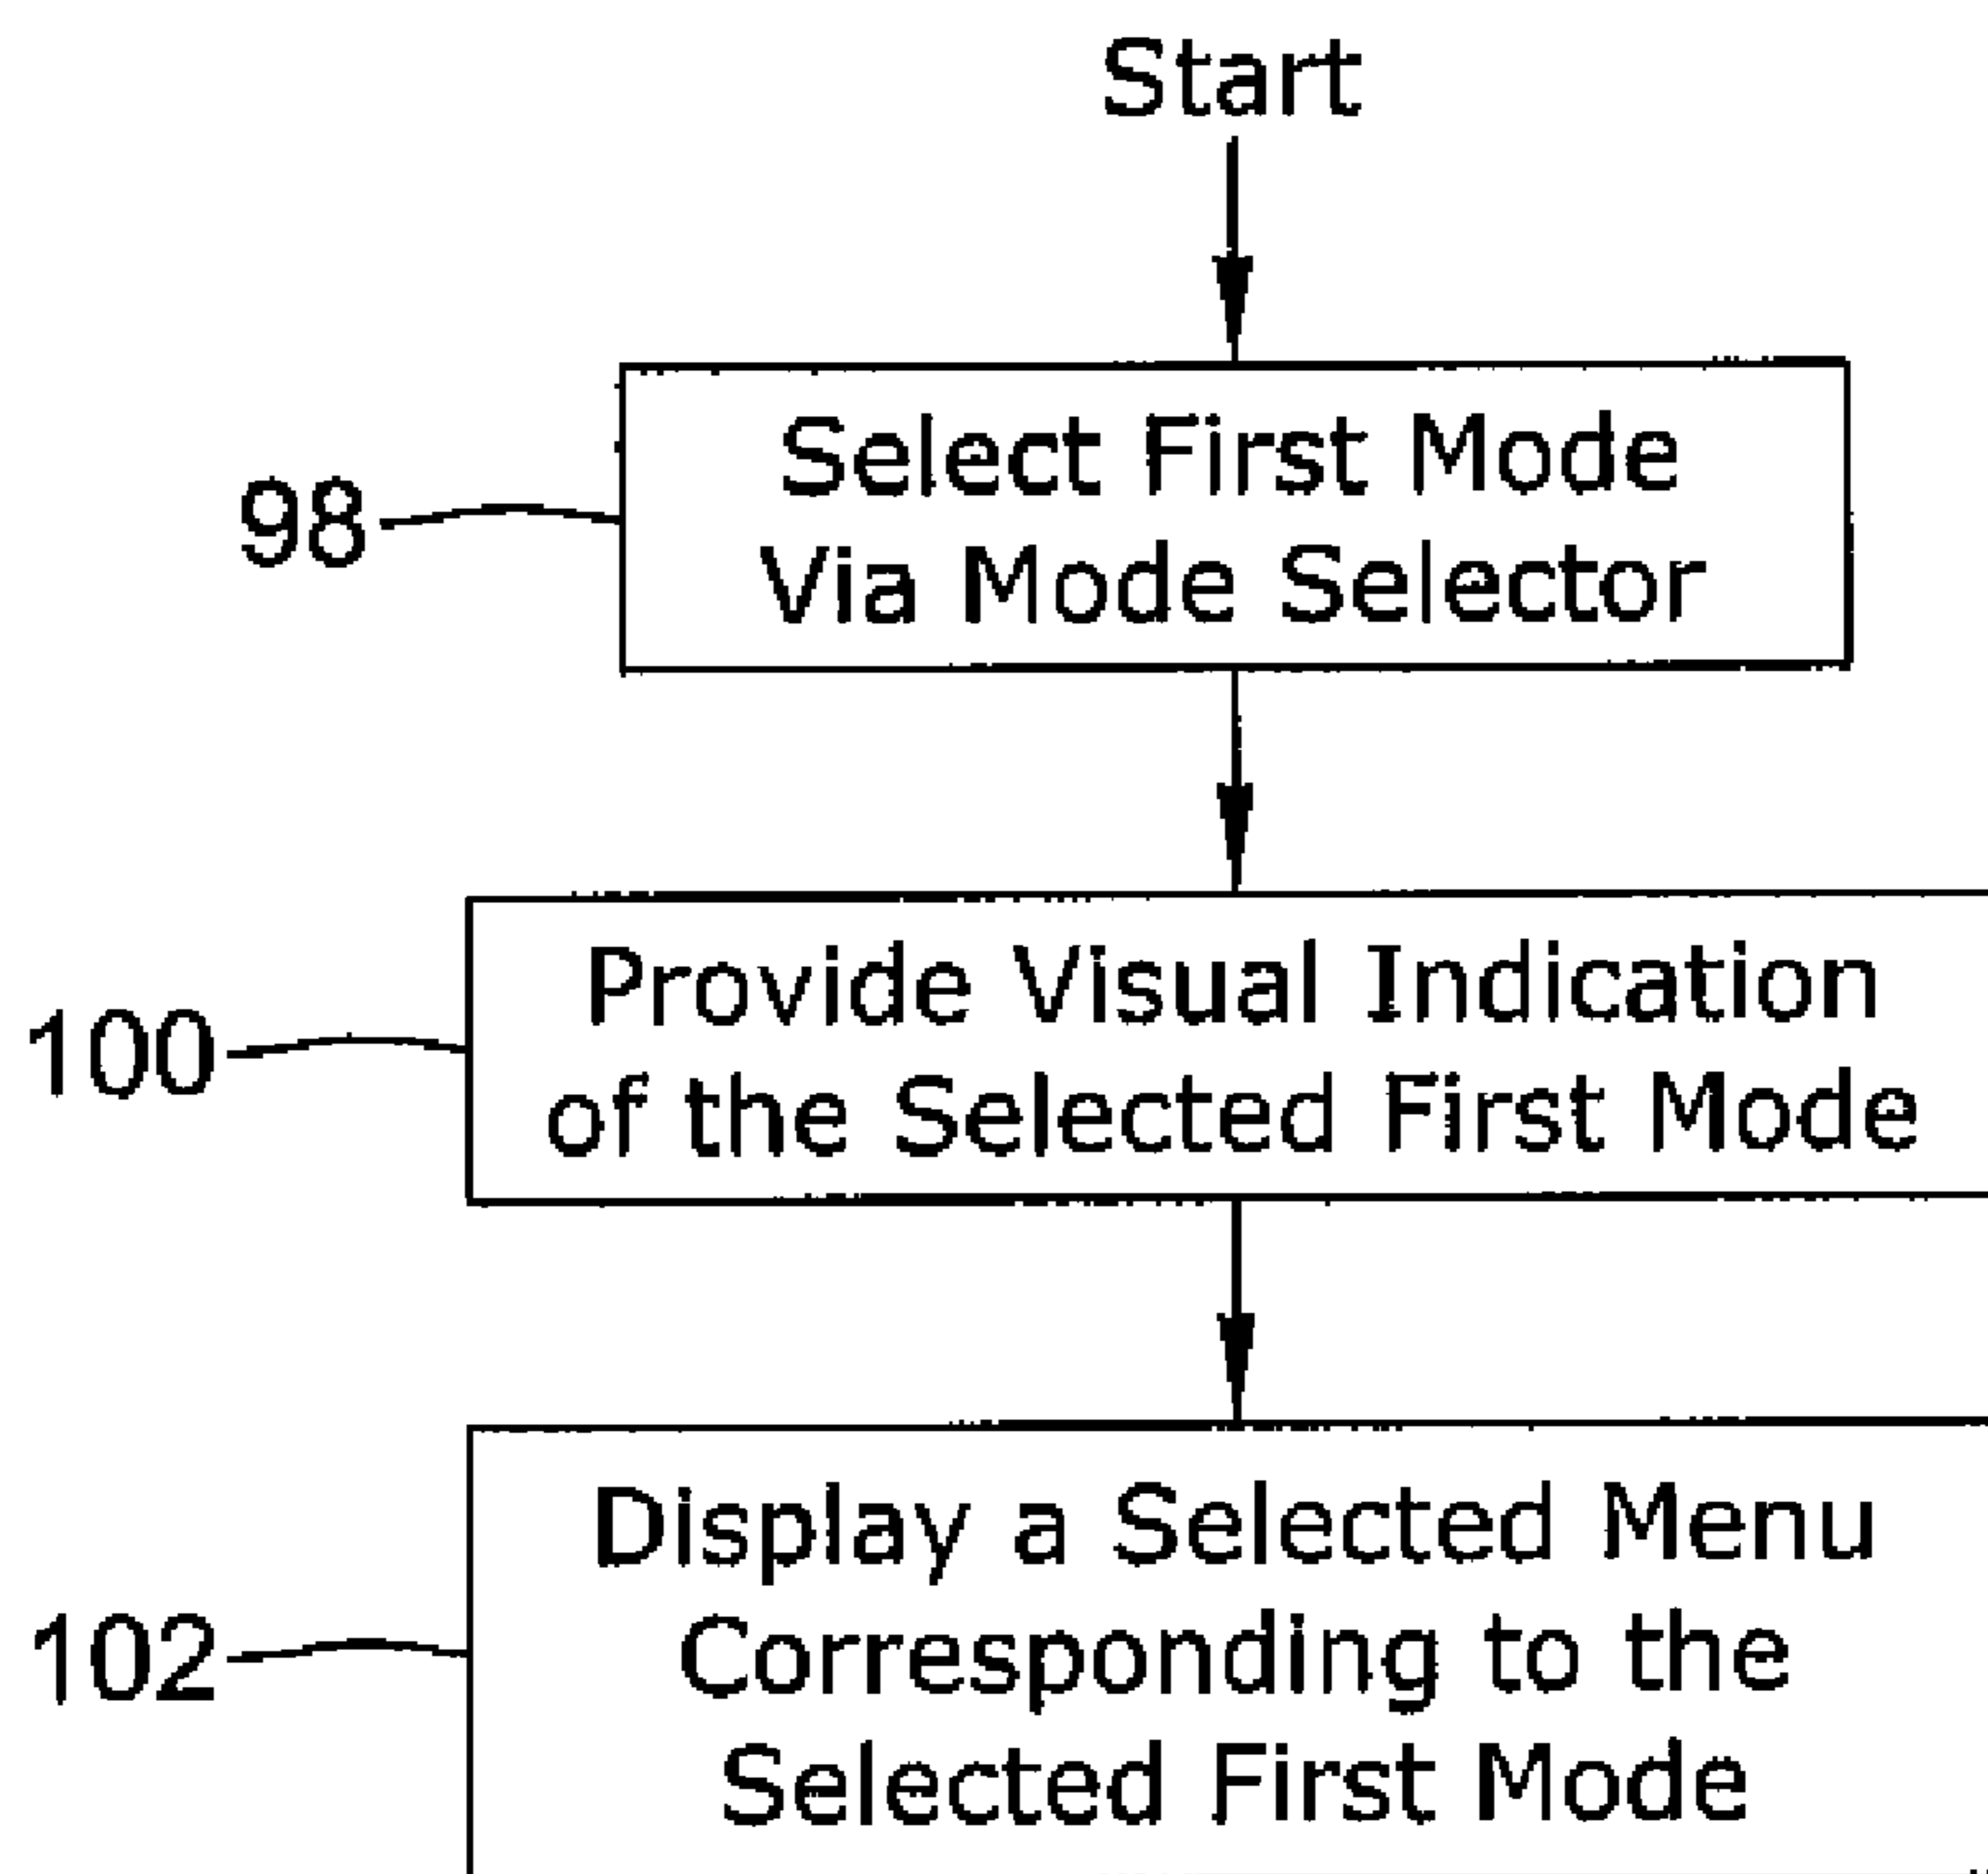 Start
Select First Mode
Via Mode Selector
98
Provide Visual Indication
of the Selected First Mode
100
Display a Selected Menu
Corresponding to the
Selected First Mode
102